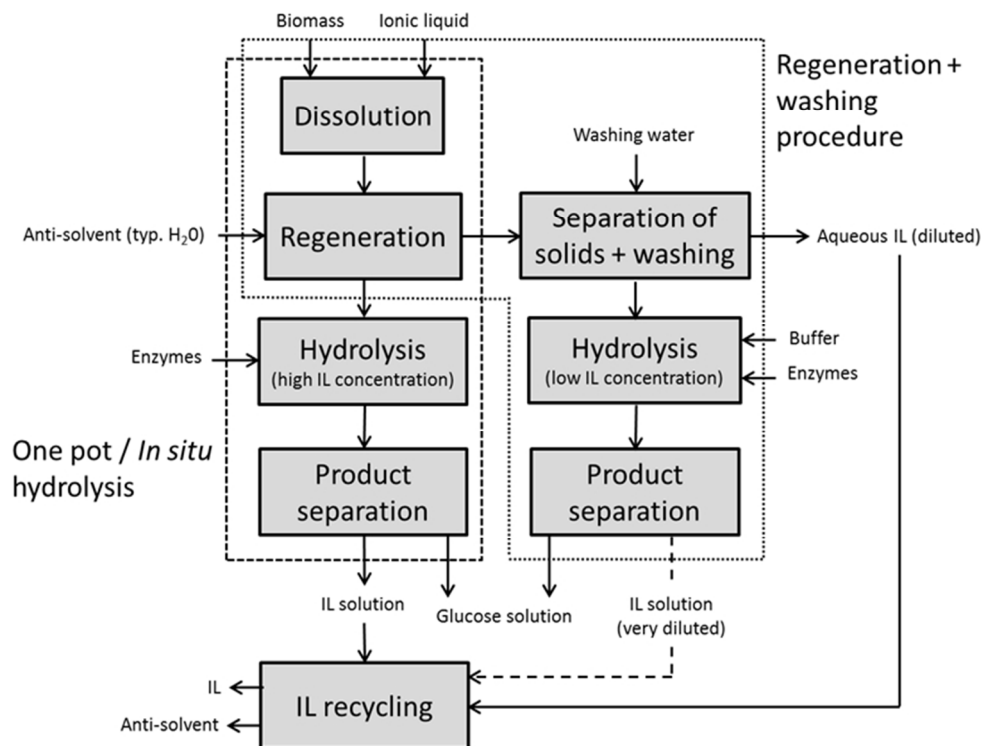 Biomass
Ionic liquid
Regeneration +
washing
procedure
Dissolution
Washing water
Anti-solvent (typ. H₂0)
Regeneration
Separation of
solids + washing
Aqueous IL (diluted)
Enzymes
Hydrolysis
(high IL concentration)
Hydrolysis
(low IL concentration)
Buffer
Enzymes
One pot / In situ
hydrolysis
Product
separation
Product
separation
IL solution
Glucose solution
IL solution
(very diluted)
IL
Anti-solvent
IL recycling